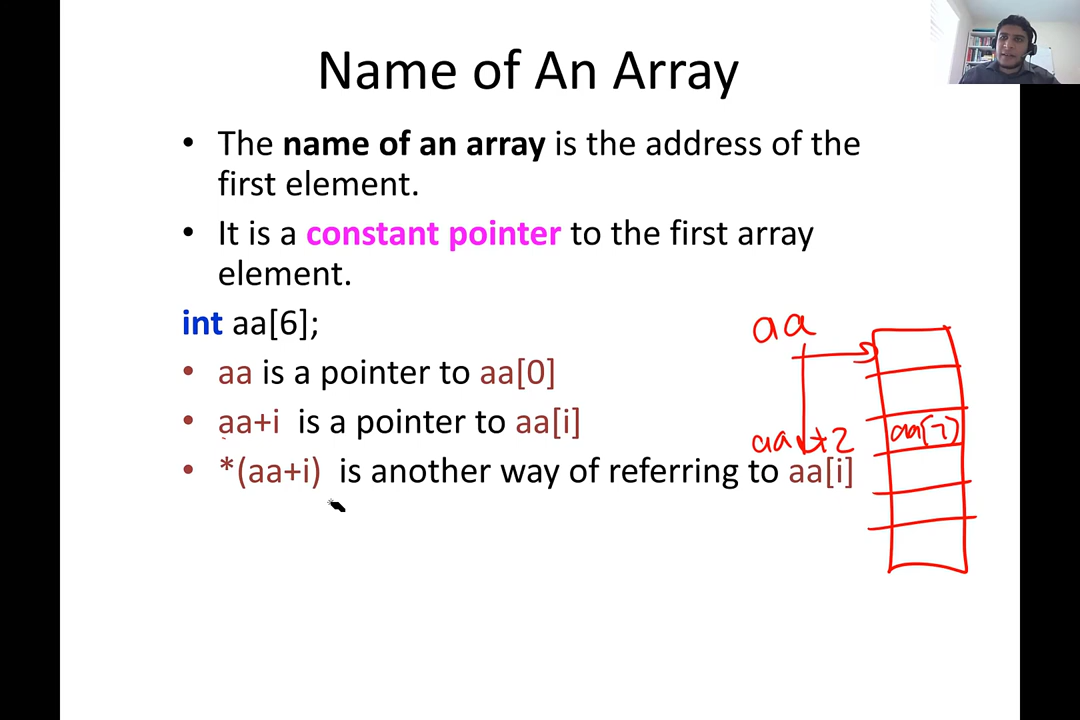 Name of An Array
• The name of an array is the address of the
first element.
• It is a constant pointer to the first array
element.
int aa[6];
• aa is a pointer to aa[0]
• aa+i is a pointer to aa[i]
• *(aa+i) is another way of referring to aa[i]
aa
aa+2